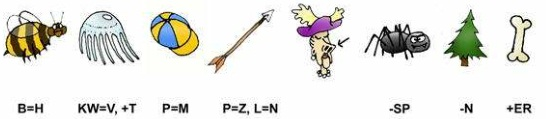 B=H KW=V, +T P=M P=Z, L=N -SP -N +ER